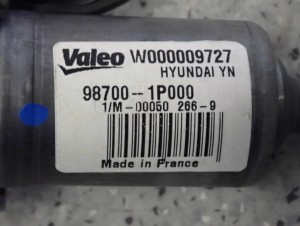 Valeo W000009727
HYUNDAI YN
98700--1P000
1/M-00050 266-9
Made in France